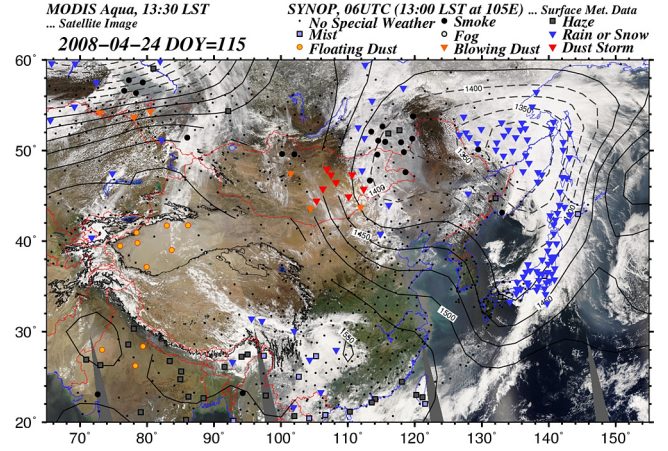 MODIS Aqua, 13:30 LST
... Satellite Image
2008-04-24 DOY=115
SYNOP, 06UTC (13:00 LST at 105E) ... Surface Met. Data
No Special Weather
Smoke
Haze
Mist
Fog
Rain or Snow
Floating Dust
Blowing Dust
Dust Storm
60°
50°
40°
30°
20°
1400
1350
1450
1409
1450
1500
70°
80°
90°
100°
110°
120°
130°
140°
150°